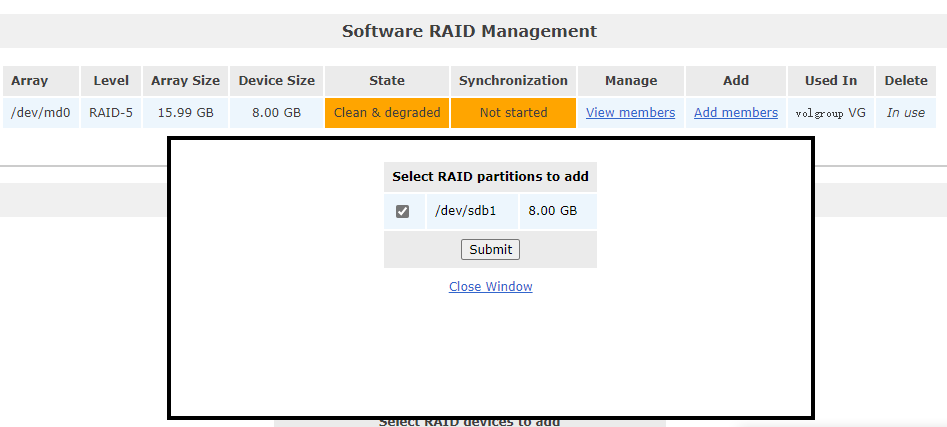 Software RAID Management
Array Level Array Size Device Size State Synchronization Manage Add Used In Delete
/dev/md0 RAID-5 15.99 GB 8.00 GB Clean & degraded Not started View members Add members volgroup VG In use
Select RAID partitions to add
/dev/sdb1 8.00 GB
Submit
Close Window
Select RAID devices to add